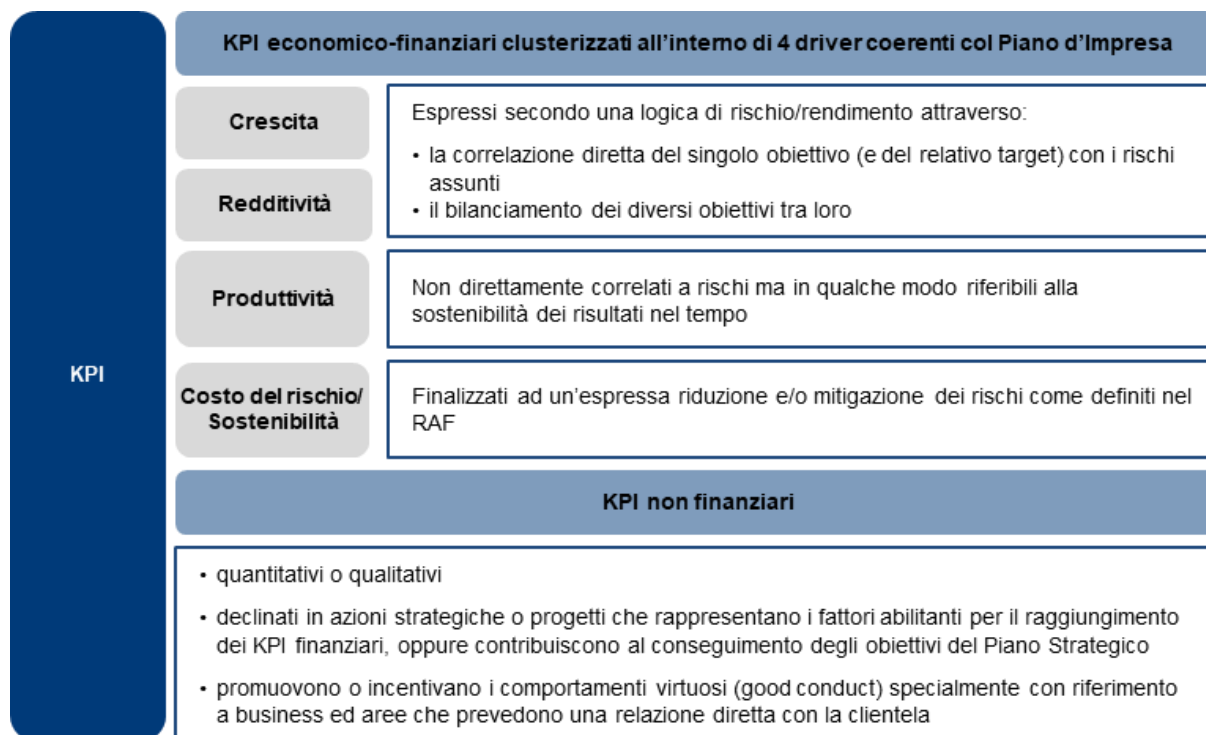 KPI
KPI economico-finanziari clusterizzati all'interno di 4 driver coerenti col Piano d'Impresa
Crescita
Redditività
Espressi secondo una logica di rischio/rendimento attraverso:
• la correlazione diretta del singolo obiettivo (e del relativo target) con i rischi
assunti
• il bilanciamento dei diversi obiettivi tra loro
Produttività
Non direttamente correlati a rischi ma in qualche modo riferibili alla
sostenibilità dei risultati nel tempo
Costo del rischio/
Sostenibilità
Finalizzati ad un'espressa riduzione e/o mitigazione dei rischi come definiti nel
RAF
KPI non finanziari
• quantitativi o qualitativi
• declinati in azioni strategiche o progetti che rappresentano i fattori abilitanti per il raggiungimento
dei KPI finanziari, oppure contribuiscono al conseguimento degli obiettivi del Piano Strategico
• promuovono o incentivano i comportamenti virtuosi (good conduct) specialmente con riferimento
a business ed aree che prevedono una relazione diretta con la clientela